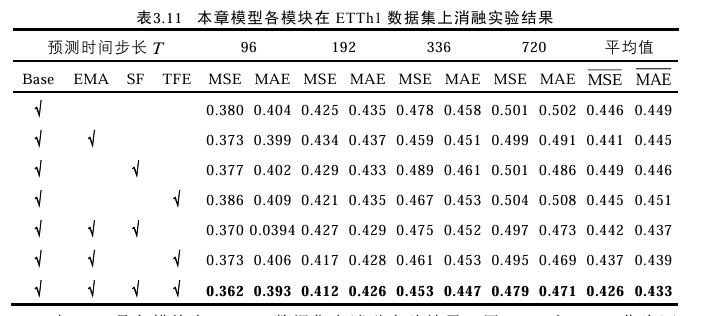 表3.11 本章模型各模块在 ETTh1 数据集上消融实验结果
预测时间步长 T 96 192 336 720 平均值
Base EMA SF TFE MSE MAE MSE MAE MSE MAE MSE MAE MSE MAE
√ 0.380 0.404 0.425 0.435 0.478 0.458 0.501 0.502 0.446 0.449
√ √ 0.373 0.399 0.434 0.437 0.459 0.451 0.499 0.491 0.441 0.445
√ √ 0.377 0.402 0.429 0.433 0.489 0.461 0.501 0.486 0.449 0.446
√ √ 0.386 0.409 0.421 0.435 0.467 0.453 0.504 0.508 0.445 0.451
√ √ √ 0.370 0.0394 0.427 0.429 0.475 0.452 0.497 0.473 0.442 0.437
√ √ √ 0.373 0.406 0.417 0.428 0.461 0.453 0.495 0.469 0.437 0.439
√ √ √ √ 0.362 0.393 0.412 0.426 0.453 0.447 0.479 0.471 0.426 0.433